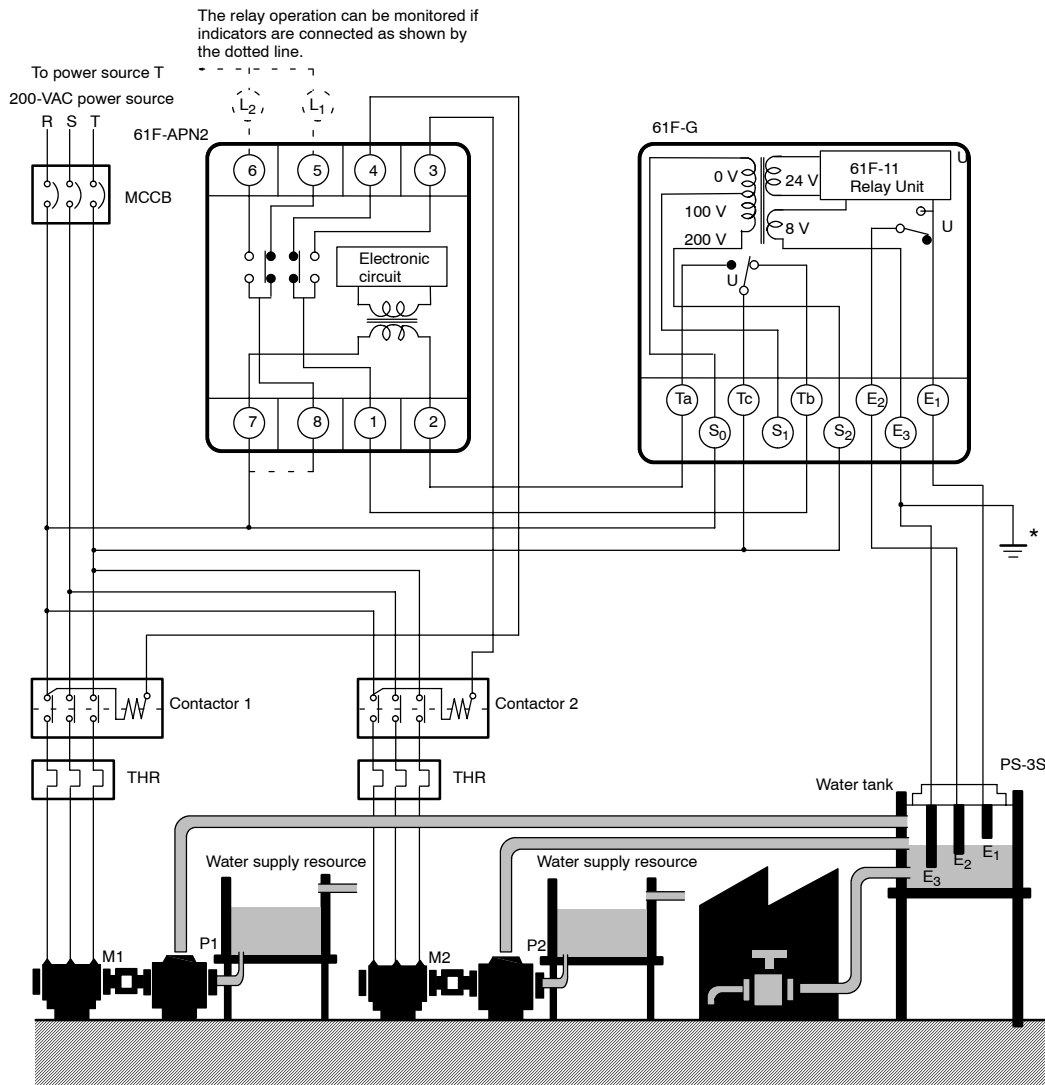 The relay operation can be monitored if
indicators are connected as shown by
the dotted line.
To power source T
200-VAC power source
R S T
L2 L1
61F-APN2
61F-G
MCCB
6 5 4 3
Electronic
circuit
7 8 1 2
0 V
24 V
61F-11
Relay Unit
U
100 V
8 V
U
200 V
U
Ta Tc Tb E2 E1
S0 S1 S2 E3
*
Contactor 1
Contactor 2
THR
THR
PS-3S
Water tank
E1
E2
E3
Water supply resource
Water supply resource
M1
P1
M2
P2